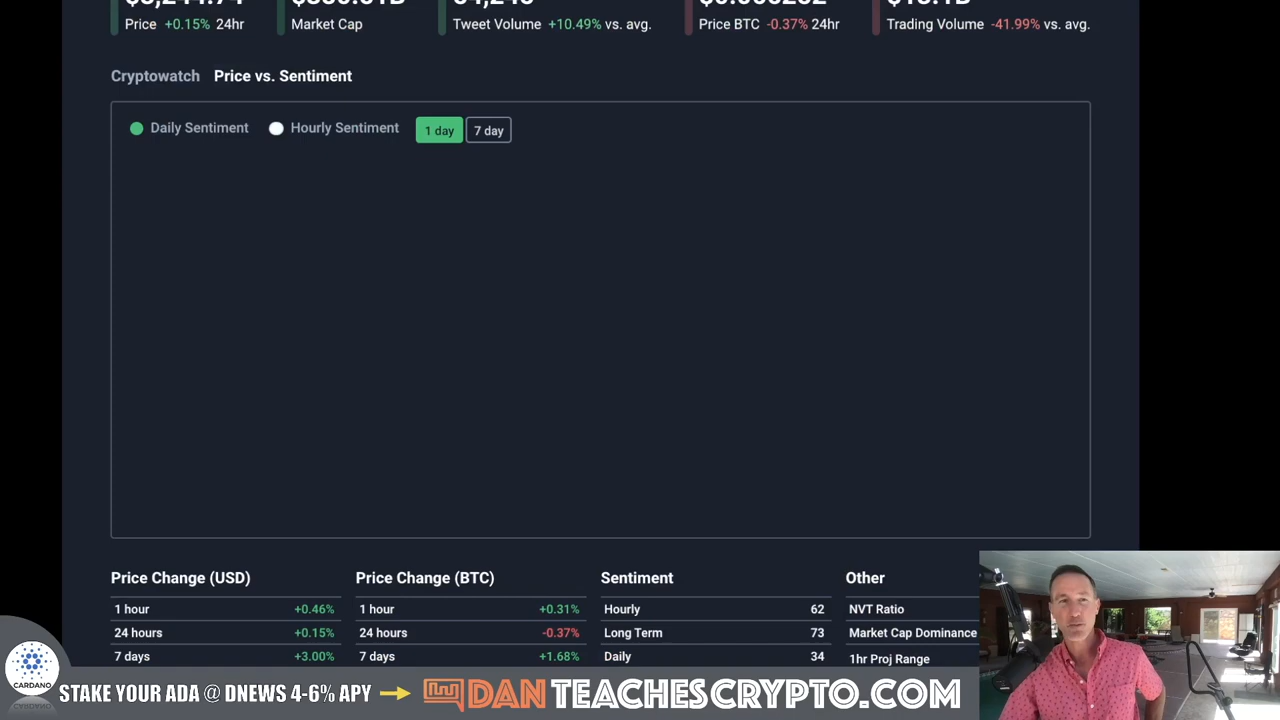 Price +0.15% 24hr
Market Cap
Tweet Volume +10.49% vs. avg.
Price BTC -0.37% 24hr
Trading Volume -41.99% vs. avg.
Cryptowatch Price vs. Sentiment
Daily Sentiment Hourly Sentiment 1 day 7 day
Price Change (USD)
1 hour +0.46%
24 hours +0.15%
7 days +3.00%
Price Change (BTC)
1 hour +0.31%
24 hours -0.37%
7 days +1.68%
Sentiment
Hourly 62
Long Term 73
Daily 34
Other
NVT Ratio
Market Cap Dominance
1hr Proj Range
CARDANO
STAKE YOUR ADA @ DNEWS 4-6% APY
DAN TEACHESCRYPTO.COM